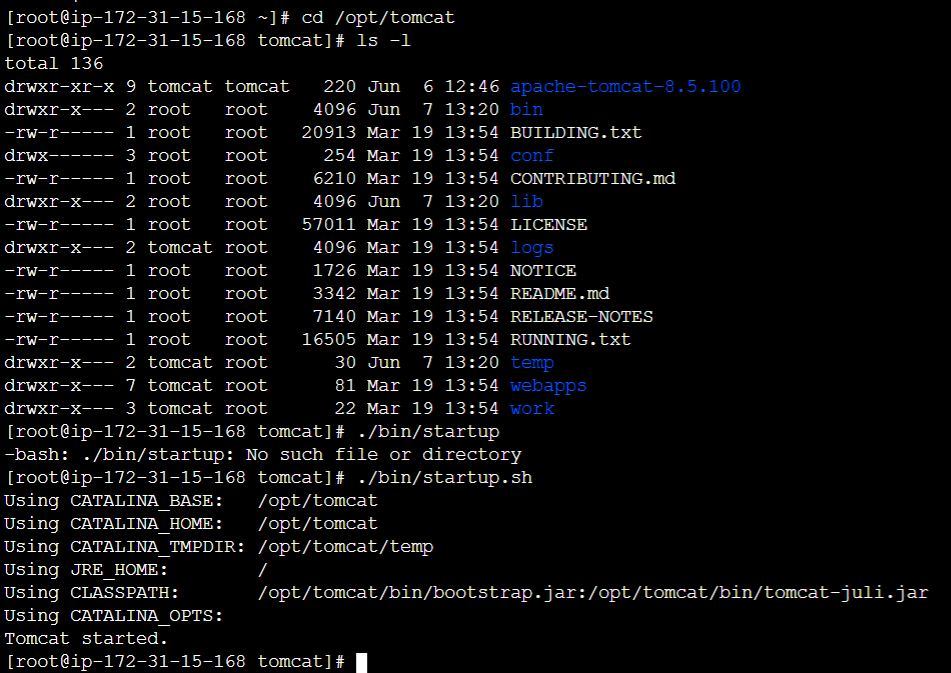 [root@ip-172-31-15-168 ~]# cd /opt/tomcat
[root@ip-172-31-15-168 tomcat]# ls -l
total 136
drwxr-xr-x 9 tomcat tomcat   220 Jun  6 12:46 apache-tomcat-8.5.100
drwxr-x--- 2 root   root    4096 Jun  7 13:20 bin
-rw-r----- 1 root   root   20913 Mar 19 13:54 BUILDING.txt
drwx------ 3 root   root     254 Mar 19 13:54 conf
-rw-r----- 1 root   root    6210 Mar 19 13:54 CONTRIBUTING.md
drwxr-x--- 2 root   root    4096 Jun  7 13:20 lib
-rw-r----- 1 root   root   57011 Mar 19 13:54 LICENSE
drwxr-x--- 2 tomcat root    4096 Mar 19 13:54 logs
-rw-r----- 1 root   root    1726 Mar 19 13:54 NOTICE
-rw-r----- 1 root   root    3342 Mar 19 13:54 README.md
-rw-r----- 1 root   root    7140 Mar 19 13:54 RELEASE-NOTES
-rw-r----- 1 root   root   16505 Mar 19 13:54 RUNNING.txt
drwxr-x--- 2 tomcat root      30 Jun  7 13:20 temp
drwxr-x--- 7 tomcat root      81 Mar 19 13:54 webapps
drwxr-x--- 3 tomcat root      22 Mar 19 13:54 work
[root@ip-172-31-15-168 tomcat]# ./bin/startup
-bash: ./bin/startup: No such file or directory
[root@ip-172-31-15-168 tomcat]# ./bin/startup.sh
Using CATALINA_BASE:   /opt/tomcat
Using CATALINA_HOME:   /opt/tomcat
Using CATALINA_TMPDIR: /opt/tomcat/temp
Using JRE_HOME:        /
Using CLASSPATH:       /opt/tomcat/bin/bootstrap.jar:/opt/tomcat/bin/tomcat-juli.jar
Using CATALINA_OPTS:
Tomcat started.
[root@ip-172-31-15-168 tomcat]#